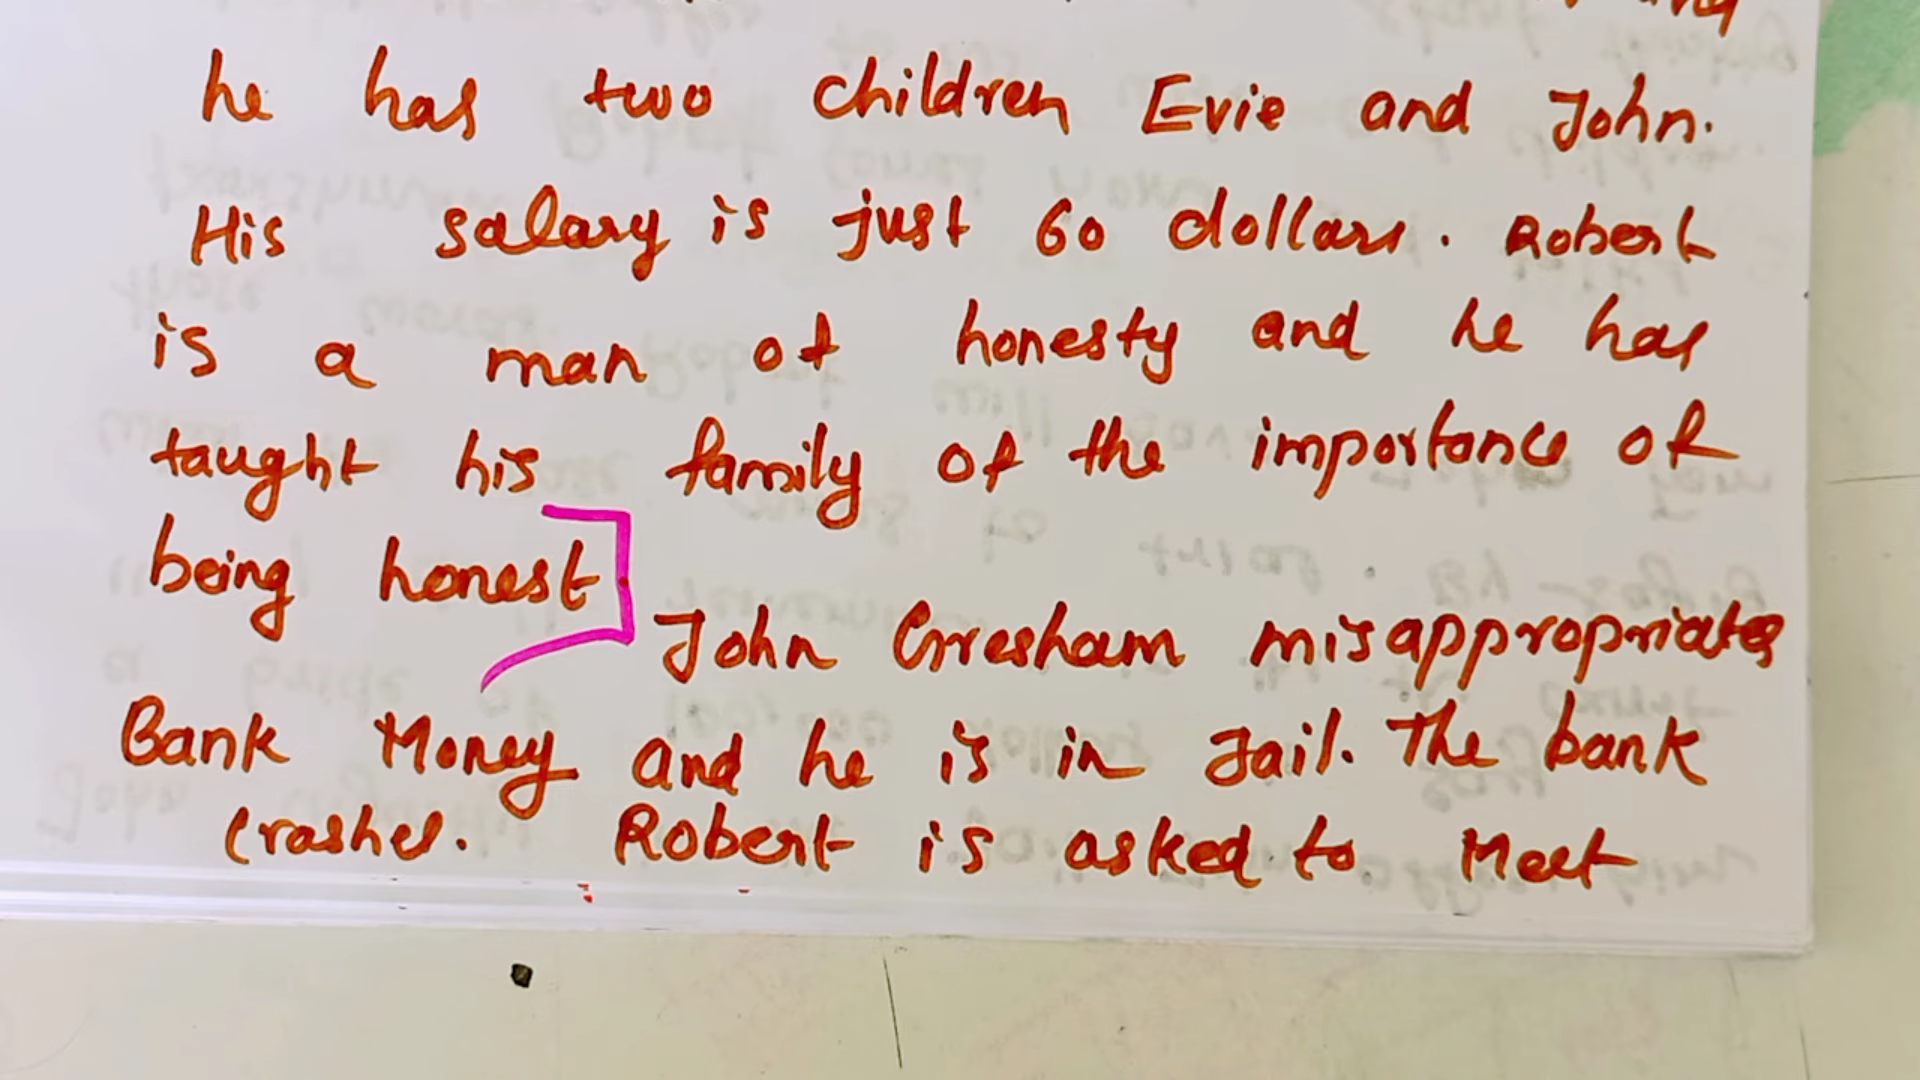 he has two children Evie and John.
His salary is just 60 dollars. Robert
is a man of honesty and he has
taught his family of the importance of
being honest
John Gresham misappropriates
Bank Money and he is in Jail. The bank
Crashes. Robert is asked to Meet